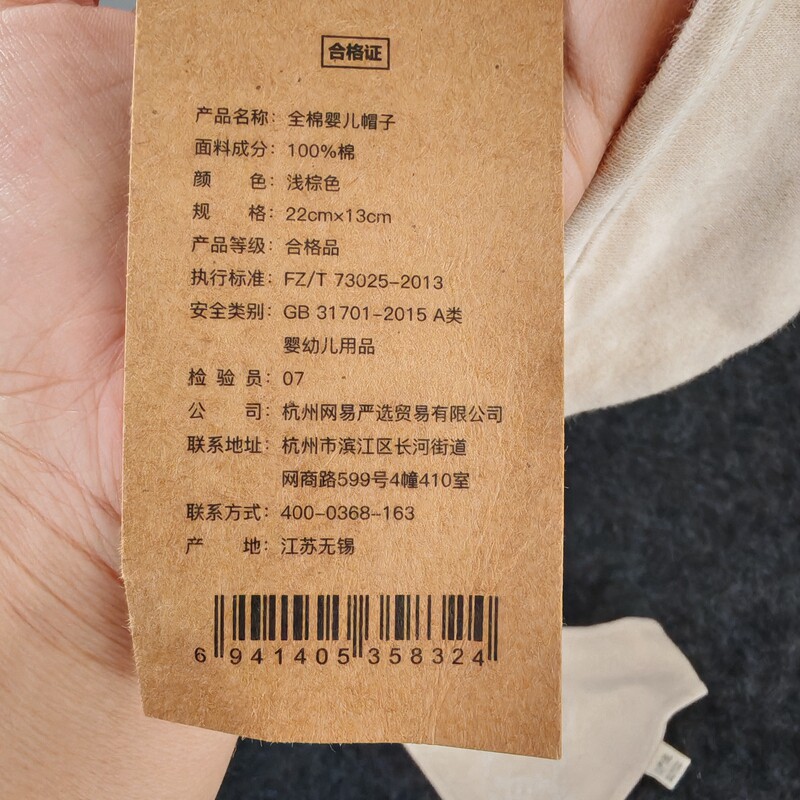 合格证
产品名称：全棉婴儿帽子
面料成分：100%棉
颜 色：浅棕色
规 格：22cm×13cm
产品等级：合格品
执行标准：FZ/T 73025-2013
安全类别：GB 31701-2015 A类
婴幼儿用品
检 验 员：07
公 司：杭州网易严选贸易有限公司
联系地址：杭州市滨江区长河街道
网商路599号4幢410室
联系方式：400-0368-163
产 地：江苏无锡
6 941405 358324